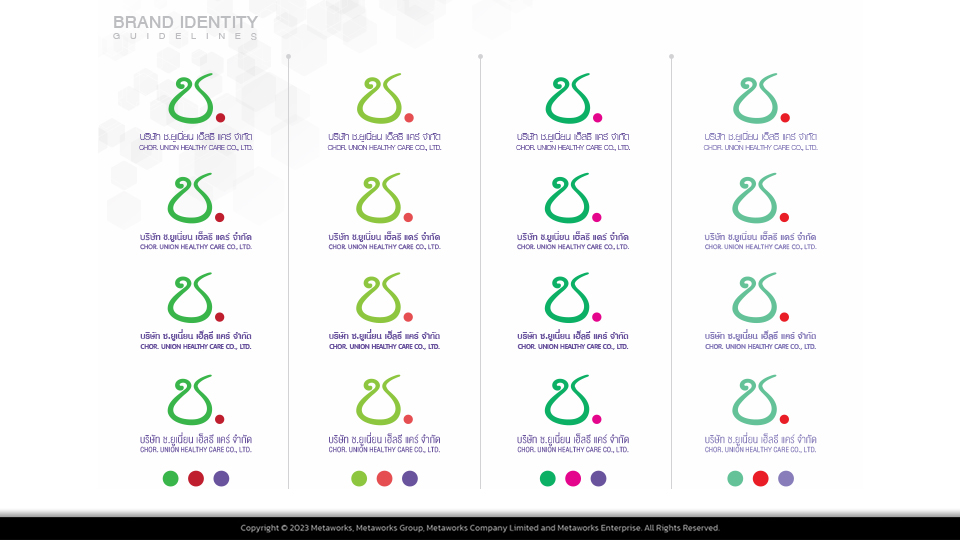 BRAND IDENTITY
GUIDELINES
บริษัท ช.ยูเนี่ยน เฮ็ลธี แคร์ จำกัด
CHOR. UNION HEALTHY CARE CO., LTD.
บริษัท ช.ยูเนี่ยน เฮ็ลธี แคร์ จำกัด
CHOR. UNION HEALTHY CARE CO., LTD.
บริษัท ช.ยูเนี่ยน เฮ็ลธี แคร์ จำกัด
CHOR. UNION HEALTHY CARE CO., LTD.
บริษัท ช.ยูเนี่ยน เฮ็ลธี แคร์ จำกัด
CHOR. UNION HEALTHY CARE CO., LTD.
บริษัท ช.ยูเนี่ยน เฮ็ลธี แคร์ จำกัด
CHOR. UNION HEALTHY CARE CO., LTD.
บริษัท ช.ยูเนี่ยน เฮ็ลธี แคร์ จำกัด
CHOR. UNION HEALTHY CARE CO., LTD.
บริษัท ช.ยูเนี่ยน เฮ็ลธี แคร์ จำกัด
CHOR. UNION HEALTHY CARE CO., LTD.
บริษัท ช.ยูเนี่ยน เฮ็ลธี แคร์ จำกัด
CHOR. UNION HEALTHY CARE CO., LTD.
บริษัท ช.ยูเนี่ยน เฮ็ลธี แคร์ จำกัด
CHOR. UNION HEALTHY CARE CO., LTD.
บริษัท ช.ยูเนี่ยน เฮ็ลธี แคร์ จำกัด
CHOR. UNION HEALTHY CARE CO., LTD.
บริษัท ช.ยูเนี่ยน เฮ็ลธี แคร์ จำกัด
CHOR. UNION HEALTHY CARE CO., LTD.
บริษัท ช.ยูเนี่ยน เฮ็ลธี แคร์ จำกัด
CHOR. UNION HEALTHY CARE CO., LTD.
บริษัท ช.ยูเนี่ยน เฮ็ลธี แคร์ จำกัด
CHOR. UNION HEALTHY CARE CO., LTD.
บริษัท ช.ยูเนี่ยน เฮ็ลธี แคร์ จำกัด
CHOR. UNION HEALTHY CARE CO., LTD.
บริษัท ช.ยูเนี่ยน เฮ็ลธี แคร์ จำกัด
CHOR. UNION HEALTHY CARE CO., LTD.
บริษัท ช.ยูเนี่ยน เฮ็ลธี แคร์ จำกัด
CHOR. UNION HEALTHY CARE CO., LTD.
Copyright © 2023 Metaworks, Metaworks Group, Metaworks Company Limited and Metaworks Enterprise. All Rights Reserved.